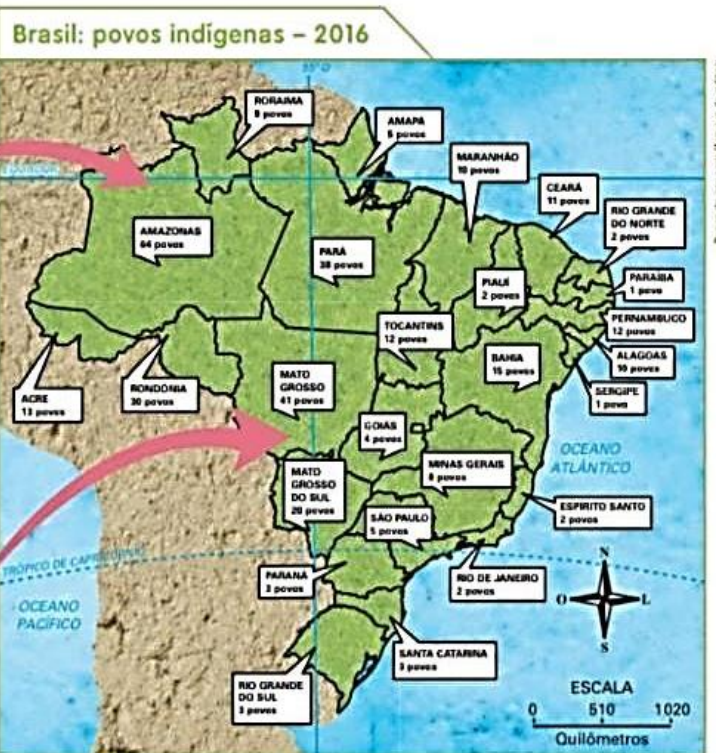 Brasil: povos indígenas – 2016
RORAIMA
9 povos
AMAPÁ
6 povos
MARANHÃO
10 povos
CEARÁ
11 povos
RIO GRANDE
DO NORTE
2 povos
AMAZONAS
64 povos
PARÁ
38 povos
PIAUÍ
2 povos
PARAÍBA
1 povo
PERNAMBUCO
12 povos
TOCANTINS
12 povos
ALAGOAS
10 povos
BAHIA
15 povos
SERGIPE
1 povo
ACRE
13 povos
RONDÔNIA
30 povos
MATO
GROSSO
41 povos
GOIÁS
4 povos
OCEANO
ATLÂNTICO
MATO
GROSSO
DO SUL
20 povos
MINAS GERAIS
povos
ESPÍRITO SANTO
2 povos
SÃO PAULO
5 povos
TRÓPICO DE CAPRICÓRNIO
PARANÁ
3 povos
RIO DE JANEIRO
2 povos
OCEANO
PACÍFICO
N
O L
S
SANTA CATARINA
3 povos
RIO GRANDE
DO SUL
3 povos
ESCALA
0 510 1020
Quilômetros